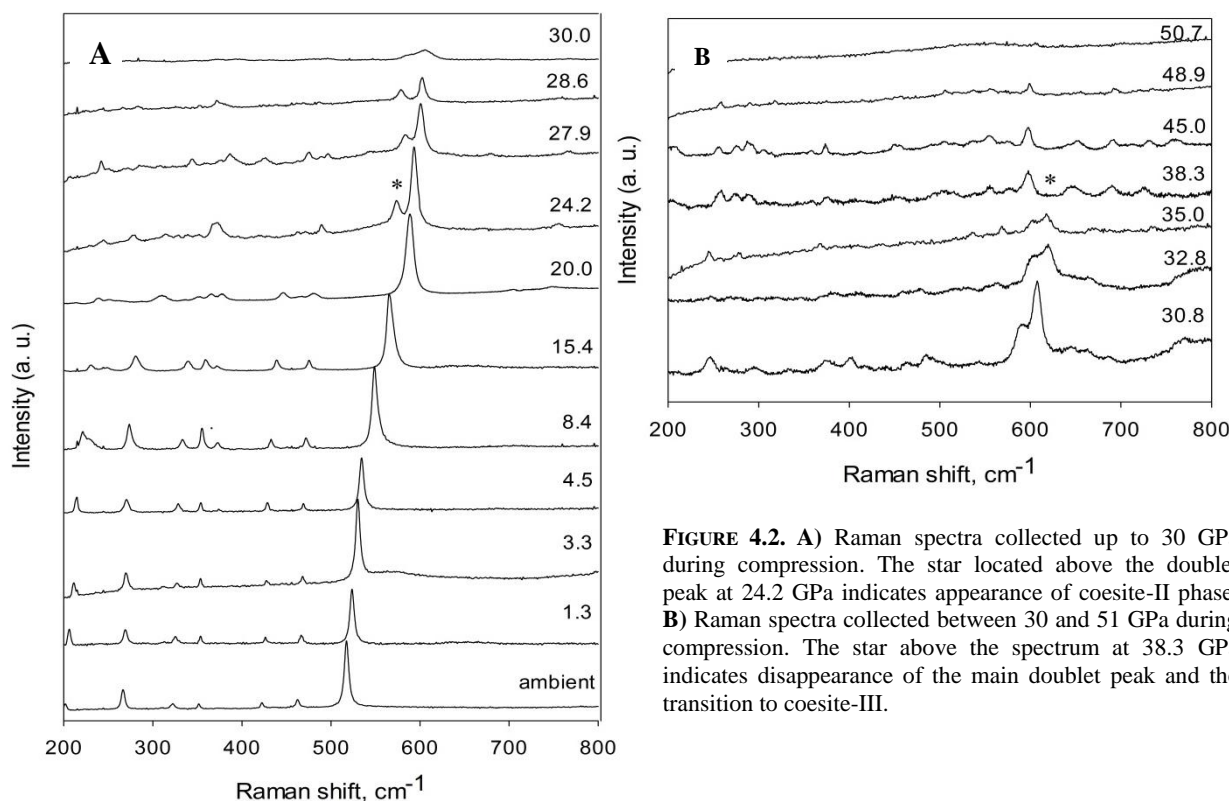 A
30.0
28.6
27.9
*
24.2
20.0
15.4
8.4
4.5
3.3
1.3
ambient
Intensity (a. u.)
200 300 400 500 600 700 800
Raman shift, cm-1
B
50.7
48.9
45.0
38.3
*
35.0
32.8
30.8
Intensity (a. u.)
200 300 400 500 600 700 800
Raman shift, cm-1
FIGURE 4.2. A) Raman spectra collected up to 30 GP
during compression. The star located above the double
peak at 24.2 GPa indicates appearance of coesite-II phase
B) Raman spectra collected between 30 and 51 GPa during
compression. The star above the spectrum at 38.3 GP
indicates disappearance of the main doublet peak and the
transition to coesite-III.